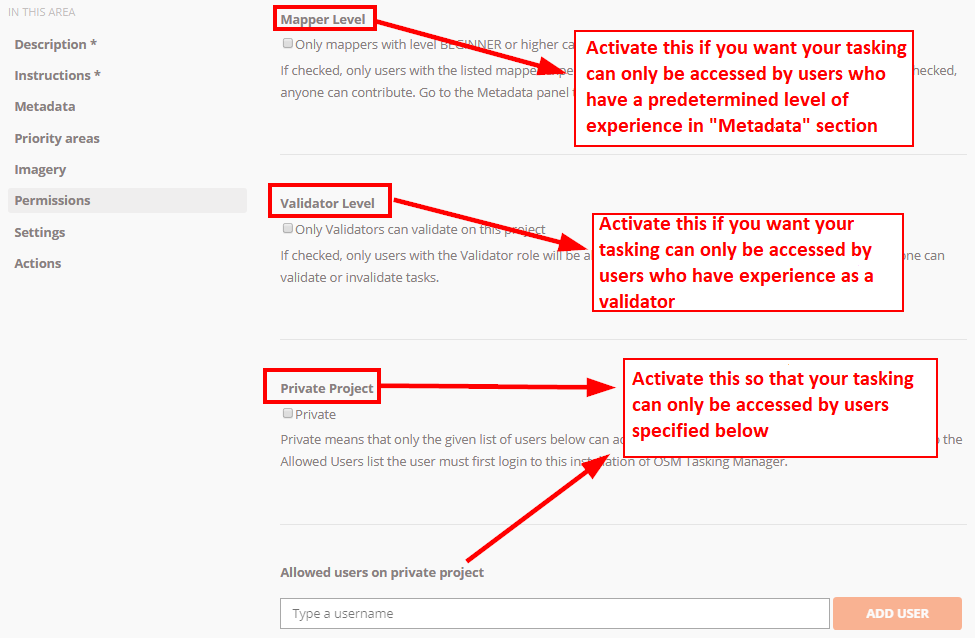 IN THIS AREA
Description *
Instructions *
Metadata
Priority areas
Imagery
Permissions
Settings
Actions
Mapper Level
Only mappers with level BEGINNER or higher ca
If checked, only users with the listed mapper
hecked,
anyone can contribute. Go to the Metadata panel
Activate this if you want your tasking
can only be accessed by users who
have a predetermined level of
experience in "Metadata" section
Validator Level
Only Validators can validate on this project
If checked, only users with the Validator role will be a
one can
validate or invalidate tasks.
Activate this if you want your
tasking can only be accessed by
users who have experience as a
validator
Private Project
Private
Private means that only the given list of users below can ac
o the
Allowed Users list the user must first login to this installation of OSM Tasking Manager.
Activate this so that your tasking
can only be accessed by users
specified below
Allowed users on private project
Type a username
ADD USER